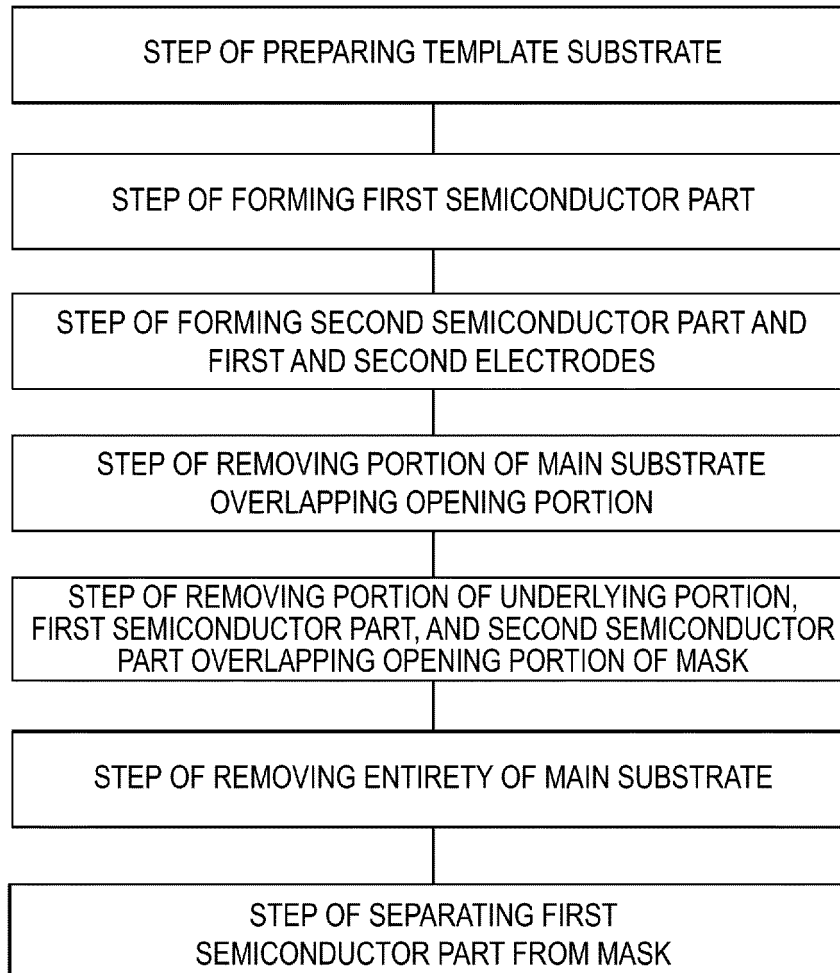 STEP OF PREPARING TEMPLATE SUBSTRATE
STEP OF FORMING FIRST SEMICONDUCTOR PART
STEP OF FORMING SECOND SEMICONDUCTOR PART AND
FIRST AND SECOND ELECTRODES
STEP OF REMOVING PORTION OF MAIN SUBSTRATE
OVERLAPPING OPENING PORTION
STEP OF REMOVING PORTION OF UNDERLYING PORTION,
FIRST SEMICONDUCTOR PART, AND SECOND SEMICONDUCTOR
PART OVERLAPPING OPENING PORTION OF MASK
STEP OF REMOVING ENTIRETY OF MAIN SUBSTRATE
STEP OF SEPARATING FIRST
SEMICONDUCTOR PART FROM MASK